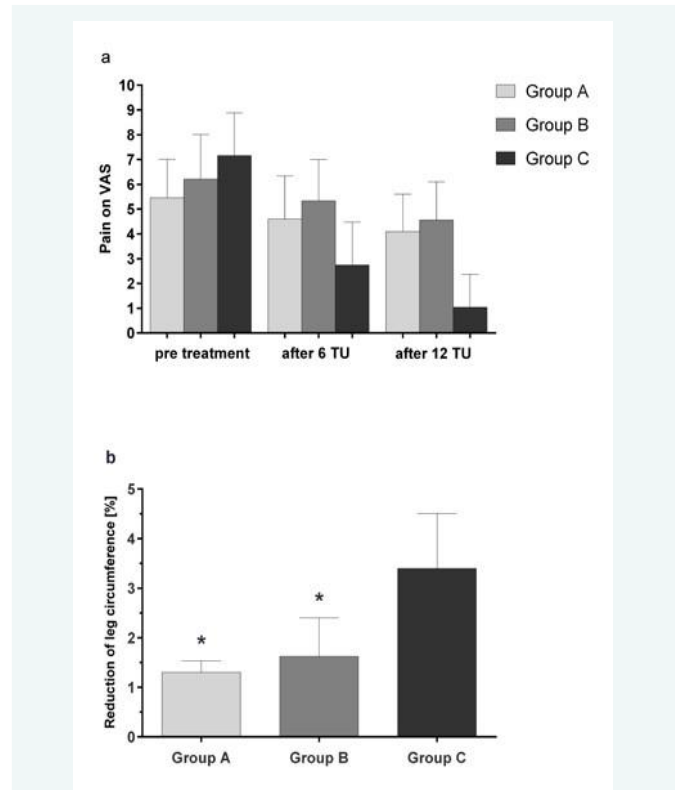 a
Pain on VAS
10
9
8
7
6
5
4
3
2
1
0
pre treatment after 6 TU after 12 TU
Group A
Group B
Group C
b
Reduction of leg circumference [%]
5
4
3
2
1
0
*
*
Group A Group B Group C